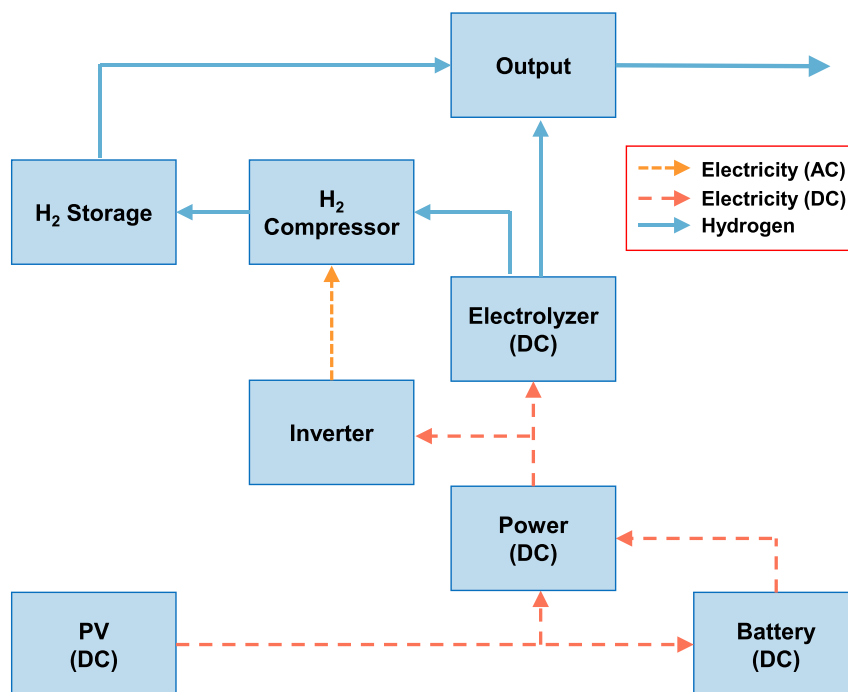 Output
H₂ Storage
H₂
Compressor
Electricity (AC)
Electricity (DC)
Hydrogen
Electrolyzer
(DC)
Inverter
Power
(DC)
PV
(DC)
Battery
(DC)